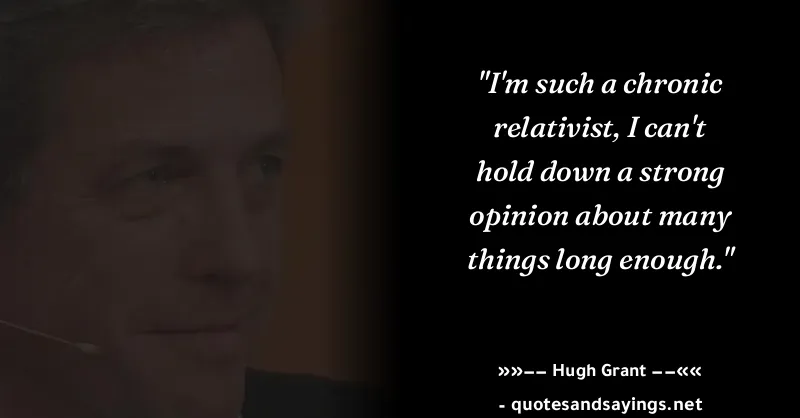 "I'm such a chronic
relativist, I can't
hold down a strong
opinion about many
things long enough."
»»−− Hugh Grant −−««
- quotesandsayings.net